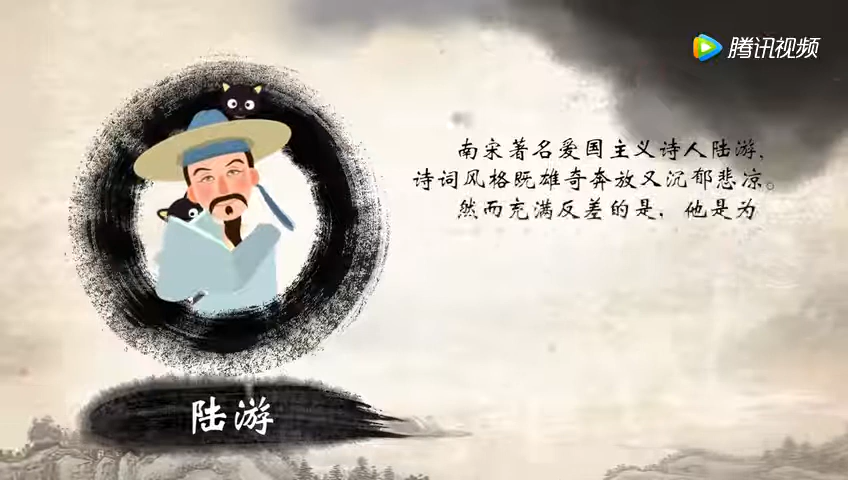 腾讯视频
南宋著名爱国主义诗人陆游，
诗词风格既雄奇奔放又沉郁悲凉。
然而充满反差的是，他是为
陆游